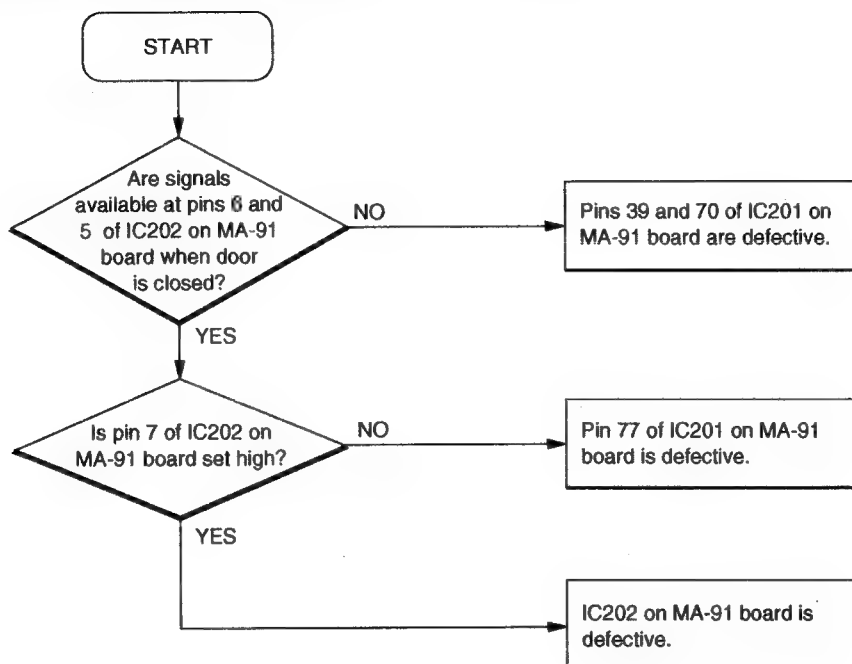 START
Are signals
available at pins 6 and
5 of IC202 on MA-91
board when door
is closed?
NO
Pins 39 and 70 of IC201 on
MA-91 board are defective.
YES
Is pin 7 of IC202 on
MA-91 board set high?
NO
Pin 77 of IC201 on MA-91
board is defective.
YES
IC202 on MA-91 board is
defective.